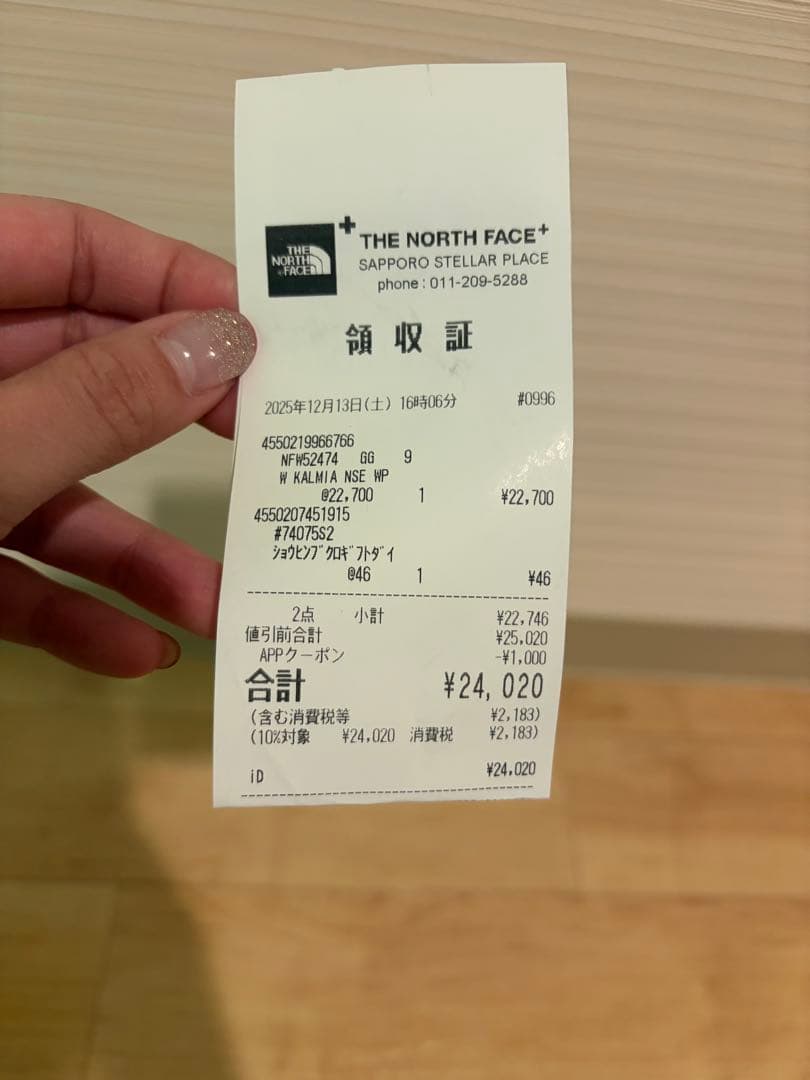 THE
NORTH
FACE
+
THE NORTH FACE+
SAPPORO STELLAR PLACE
phone : 011-209-5288
領収証
2025年12月13日(土) 16時06分 #0996
4550219966766
NFW52474 GG 9
W KALMIA NSE WP
@22,700 1 ¥22,700
4550207451915
#74075S2
ショウヒンブクロギフトダイ
@46 1 ¥46
2点 小計 ¥22,746
値引前合計 ¥25,020
APPクーポン -¥1,000
合計 ¥24,020
(含む消費税等 ¥2,183)
(10%対象 ¥24,020 消費税 ¥2,183)
iD ¥24,020